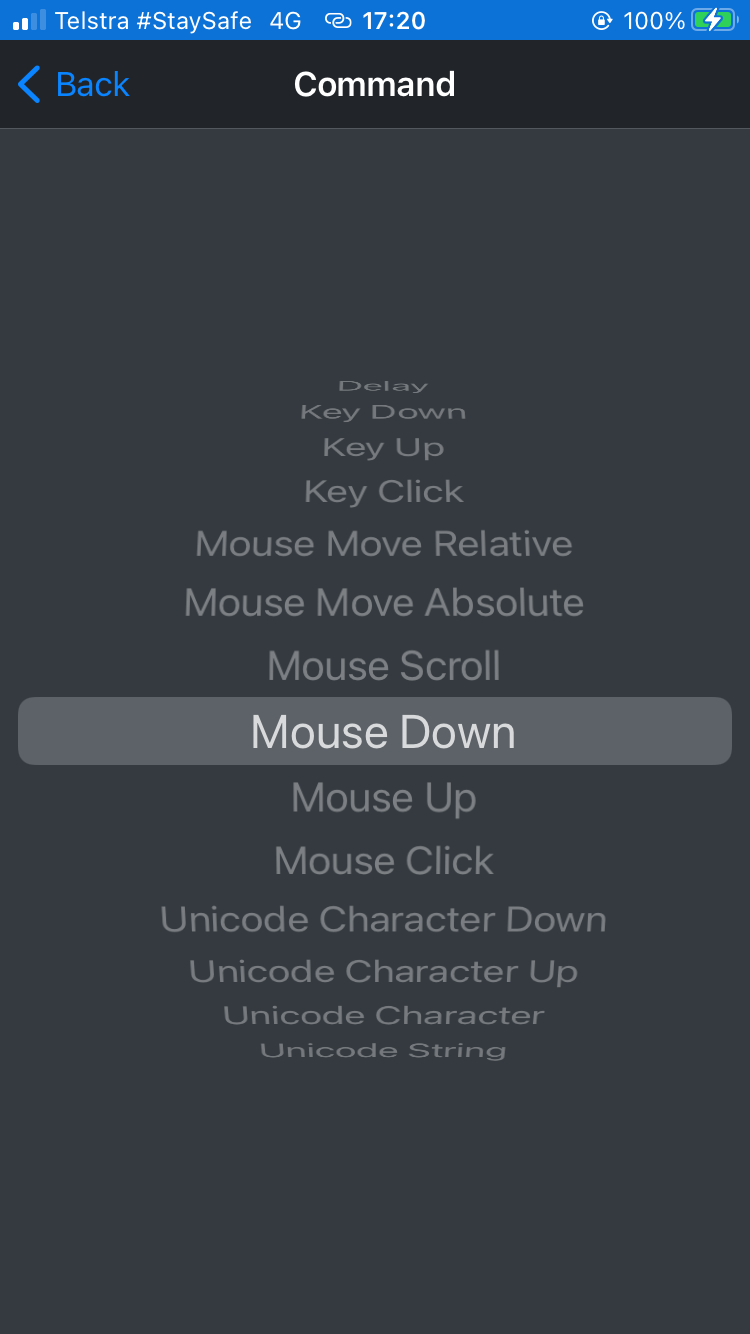 Telstra #StaySafe 4G 17:20 100%
Back Command
Delay
Key Down
Key Up
Key Click
Mouse Move Relative
Mouse Move Absolute
Mouse Scroll
Mouse Down
Mouse Up
Mouse Click
Unicode Character Down
Unicode Character Up
Unicode Character
Unicode String